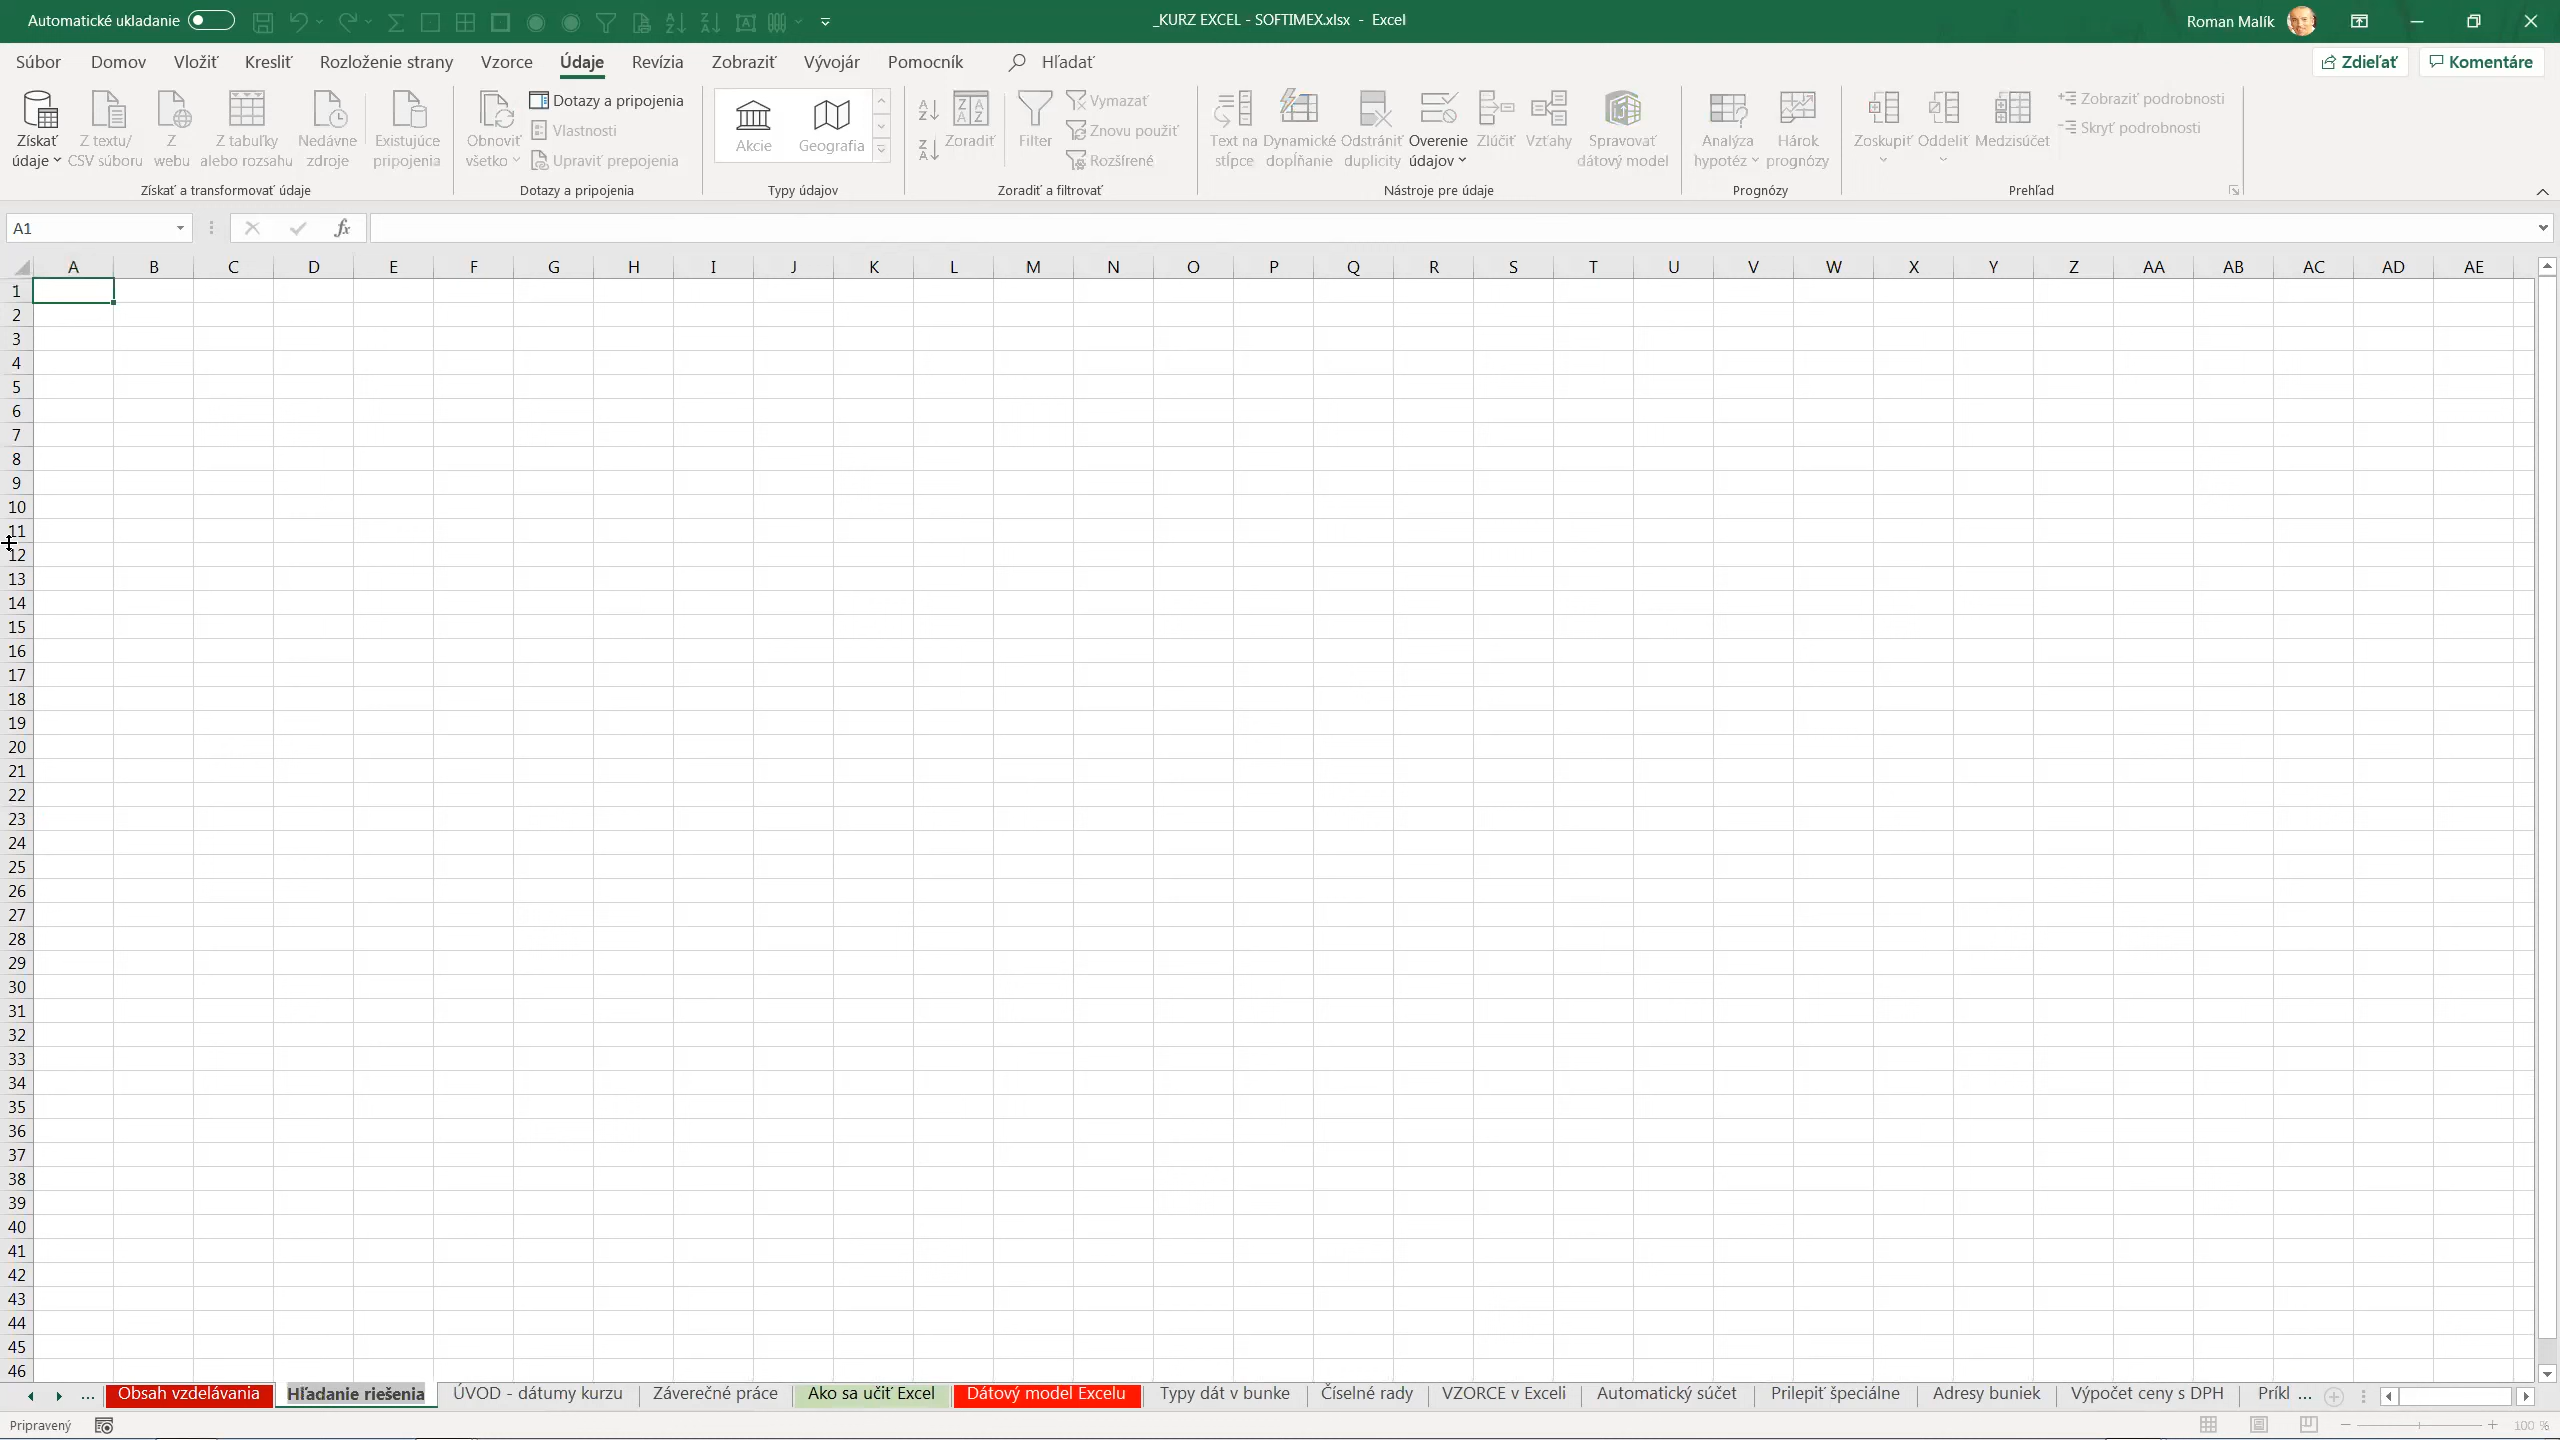 Automatické ukladanie
_KURZ EXCEL - SOFTIMEX.xlsx - Excel
Roman Malík
Súbor Domov Vložiť Kresliť Rozloženie strany Vzorce Údaje Revízia Zobraziť Vývojár Pomocník Hľadať Zdieľať Komentáre
Získať údaje
Z textu/ CSV súboru
Z webu
Z tabuľky alebo rozsahu
Nedávne zdroje
Existujúce pripojenia
Získať a transformovať údaje
Obnoviť všetko
Dotazy a pripojenia
Vlastnosti
Upraviť prepojenia
Dotazy a pripojenia
Akcie
Geografia
Typy údajov
Zoradiť
Filter
Vymazať
Znovu použiť
Rozšírené
Zoradiť a filtrovať
Text na stĺpce
Dynamické dopĺňanie
Odstrániť duplicity
Overenie údajov
Zlúčiť
Vzťahy
Spravovať dátový model
Nástroje pre údaje
Analýza hypotéz
Hárok prognózy
Prognózy
Zoskupiť
Oddeliť
Medzisúčet
Zobraziť podrobnosti
Skryť podrobnosti
Prehľad
A1
fx
A B C D E F G H I J K L M N O P Q R S T U V W X Y Z AA AB AC AD AE
1
2
3
4
5
6
7
8
9
10
11
12
13
14
15
16
17
18
19
20
21
22
23
24
25
26
27
28
29
30
31
32
33
34
35
36
37
38
39
40
41
42
43
44
45
46
... Obsah vzdelávania Hľadanie riešenia ÚVOD - dátumy kurzu Záverečné práce Ako sa učiť Excel Dátový model Excelu Typy dát v bunke Číselné rady VZORCE v Exceli Automatický súčet Prilepiť špeciálne Adresy buniek Výpočet ceny s DPH Príkl ...
Pripravený
100 %